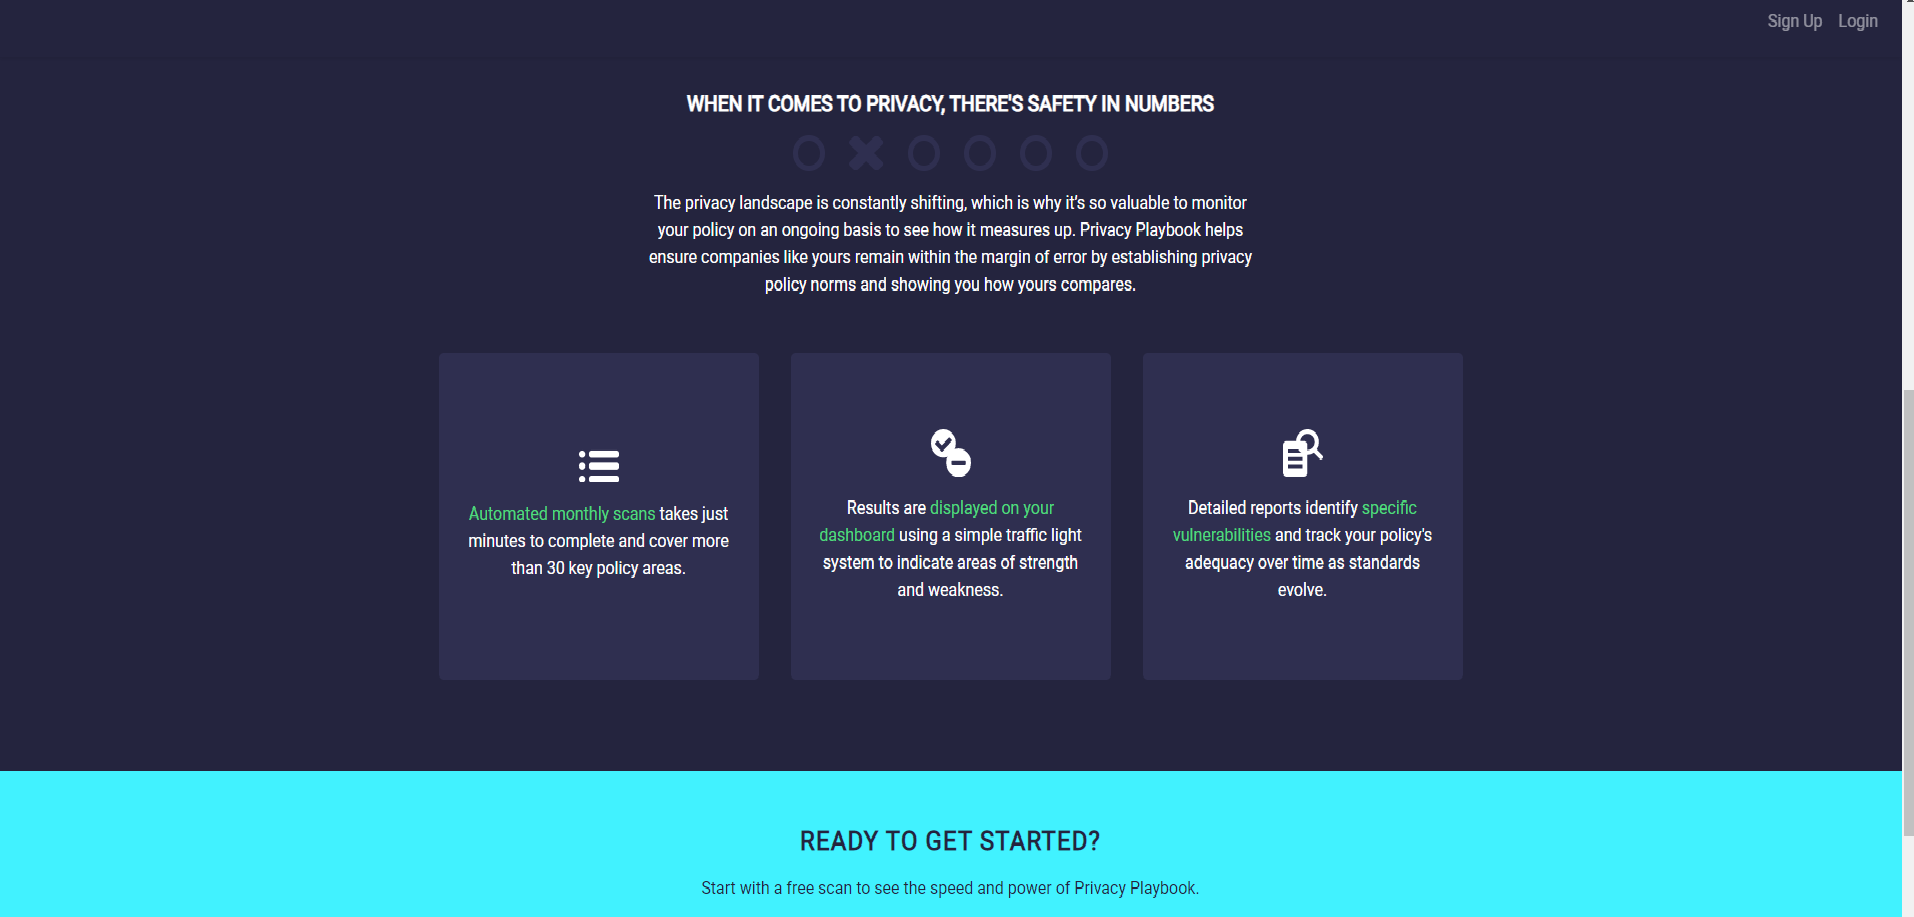 Sign Up Login
WHEN IT COMES TO PRIVACY, THERE'S SAFETY IN NUMBERS
The privacy landscape is constantly shifting, which is why it's so valuable to monitor
your policy on an ongoing basis to see how it measures up. Privacy Playbook helps
ensure companies like yours remain within the margin of error by establishing privacy
policy norms and showing you how yours compares.
Automated monthly scans takes just
minutes to complete and cover more
than 30 key policy areas.
Results are displayed on your
dashboard using a simple traffic light
system to indicate areas of strength
and weakness.
Detailed reports identify specific
vulnerabilities and track your policy's
adequacy over time as standards
evolve.
READY TO GET STARTED?
Start with a free scan to see the speed and power of Privacy Playbook.